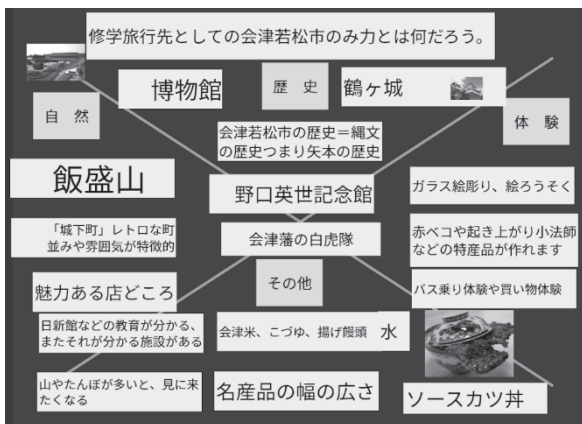 修学旅行先としての会津若松市のみ力とは何だろう。
博物館
歴 史
鶴ヶ城
自 然
体 験
会津若松市の歴史＝縄文
の歴史つまり矢本の歴史
飯盛山
野口英世記念館
ガラス絵彫り、絵ろうそく
「城下町」レトロな町
並みや雰囲気が特徴的
会津藩の白虎隊
赤ベコや起き上がり小法師
などの特産品が作れます
その他
魅力ある店どころ
バス乗り体験や買い物体験
日新館などの教育が分かる、
またそれが分かる施設がある
会津米、こづゆ、揚げ饅頭 水
山やたんぼが多いと、見に来
たくなる
名産品の幅の広さ
ソースカツ丼